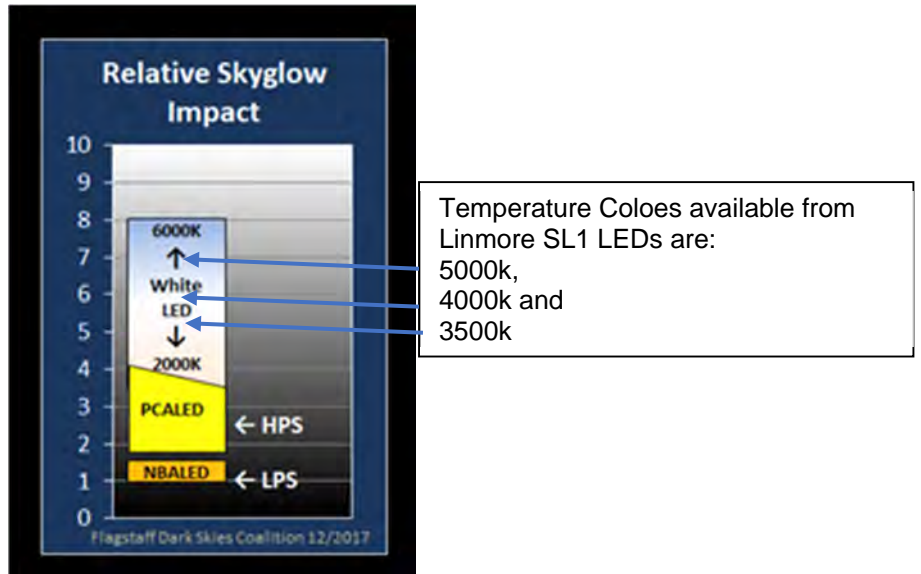 Relative Skyglow
Impact
10
9
8
7
6
5
4
3
2
1
0
6000K
↑
White
LED
↓
2000K
PCALED
NBALED
← HPS
← LPS
Flagstaff Dark Skies Coalition 12/2017
Temperature Coloes available from
Linmore SL1 LEDs are:
5000k,
4000k and
3500k